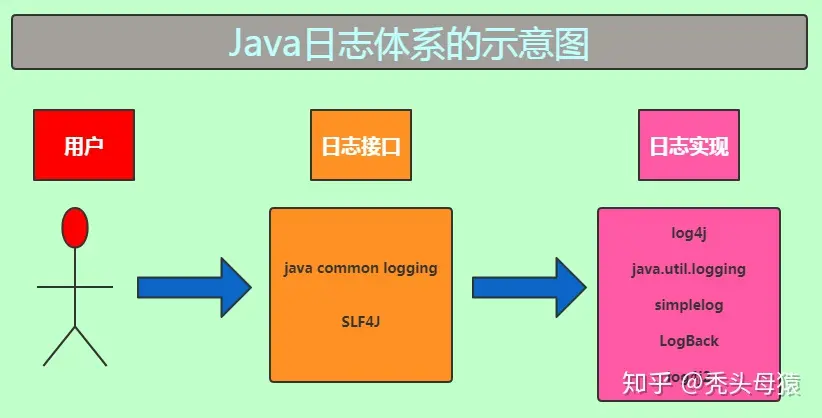 Java日志体系的示意图
用户
日志接口
日志实现
java common logging
SLF4J
log4j
java.util.logging
simplelog
LogBack
知乎 @秃头母猿